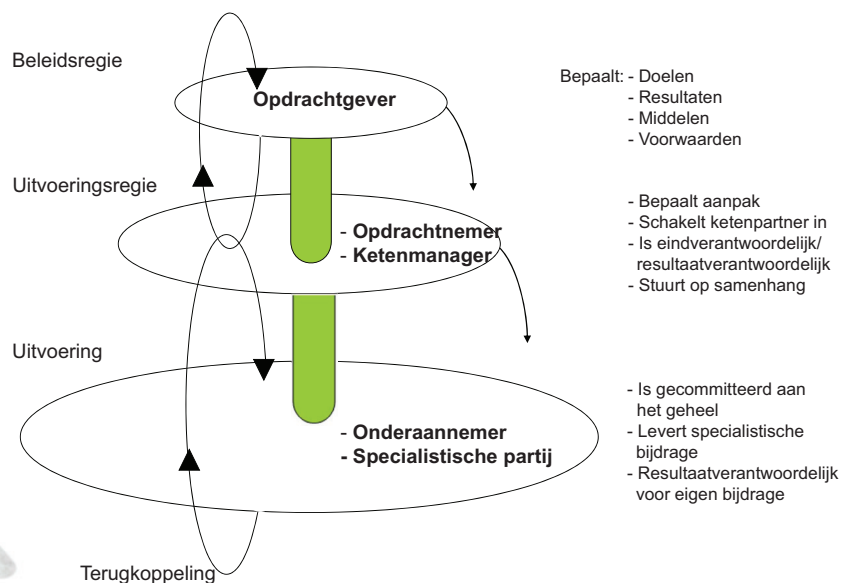 Beleidsregie
Opdrachtgever
Bepaalt: - Doelen
- Resultaten
- Middelen
- Voorwaarden
Uitvoeringsregie
- Opdrachtnemer
- Ketenmanager
- Bepaalt aanpak
- Schakelt ketenpartner in
- Is eindverantwoordelijk/
resultaatverantwoordelijk
- Stuurt op samenhang
Uitvoering
- Onderaannemer
- Specialistische partij
- Is gecommitteerd aan
het geheel
- Levert specialistische
bijdrage
- Resultaatverantwoordelijk
voor eigen bijdrage
Terugkoppeling